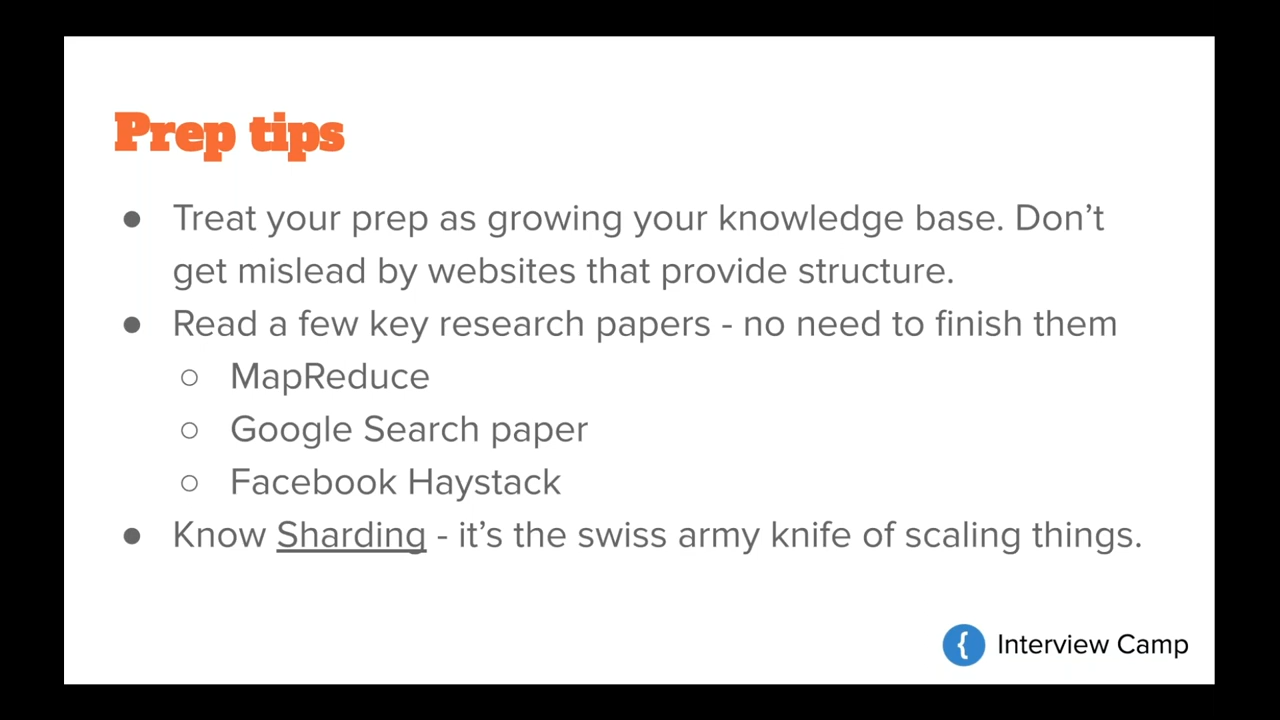 Prep tips
● Treat your prep as growing your knowledge base. Don’t
get mislead by websites that provide structure.
● Read a few key research papers - no need to finish them
○ MapReduce
○ Google Search paper
○ Facebook Haystack
● Know Sharding - it’s the swiss army knife of scaling things.
{ Interview Camp